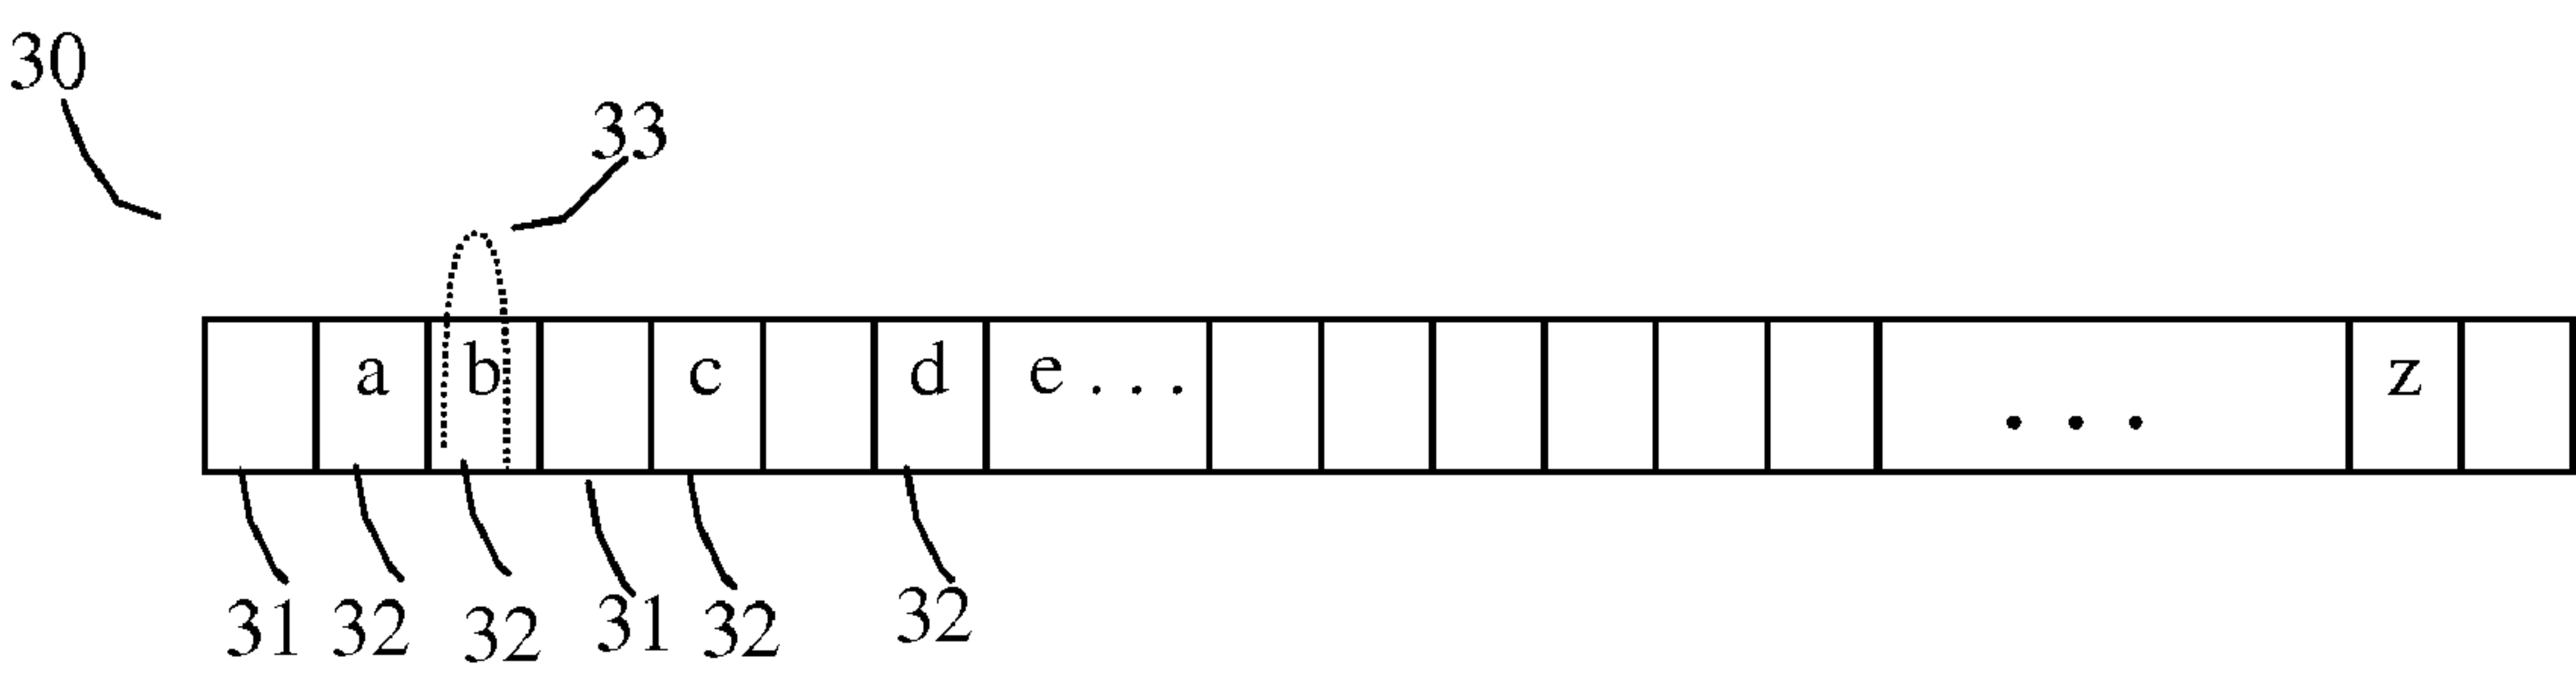 30
33
a b c d e . . . . . . z
31 32 32 31 32 32